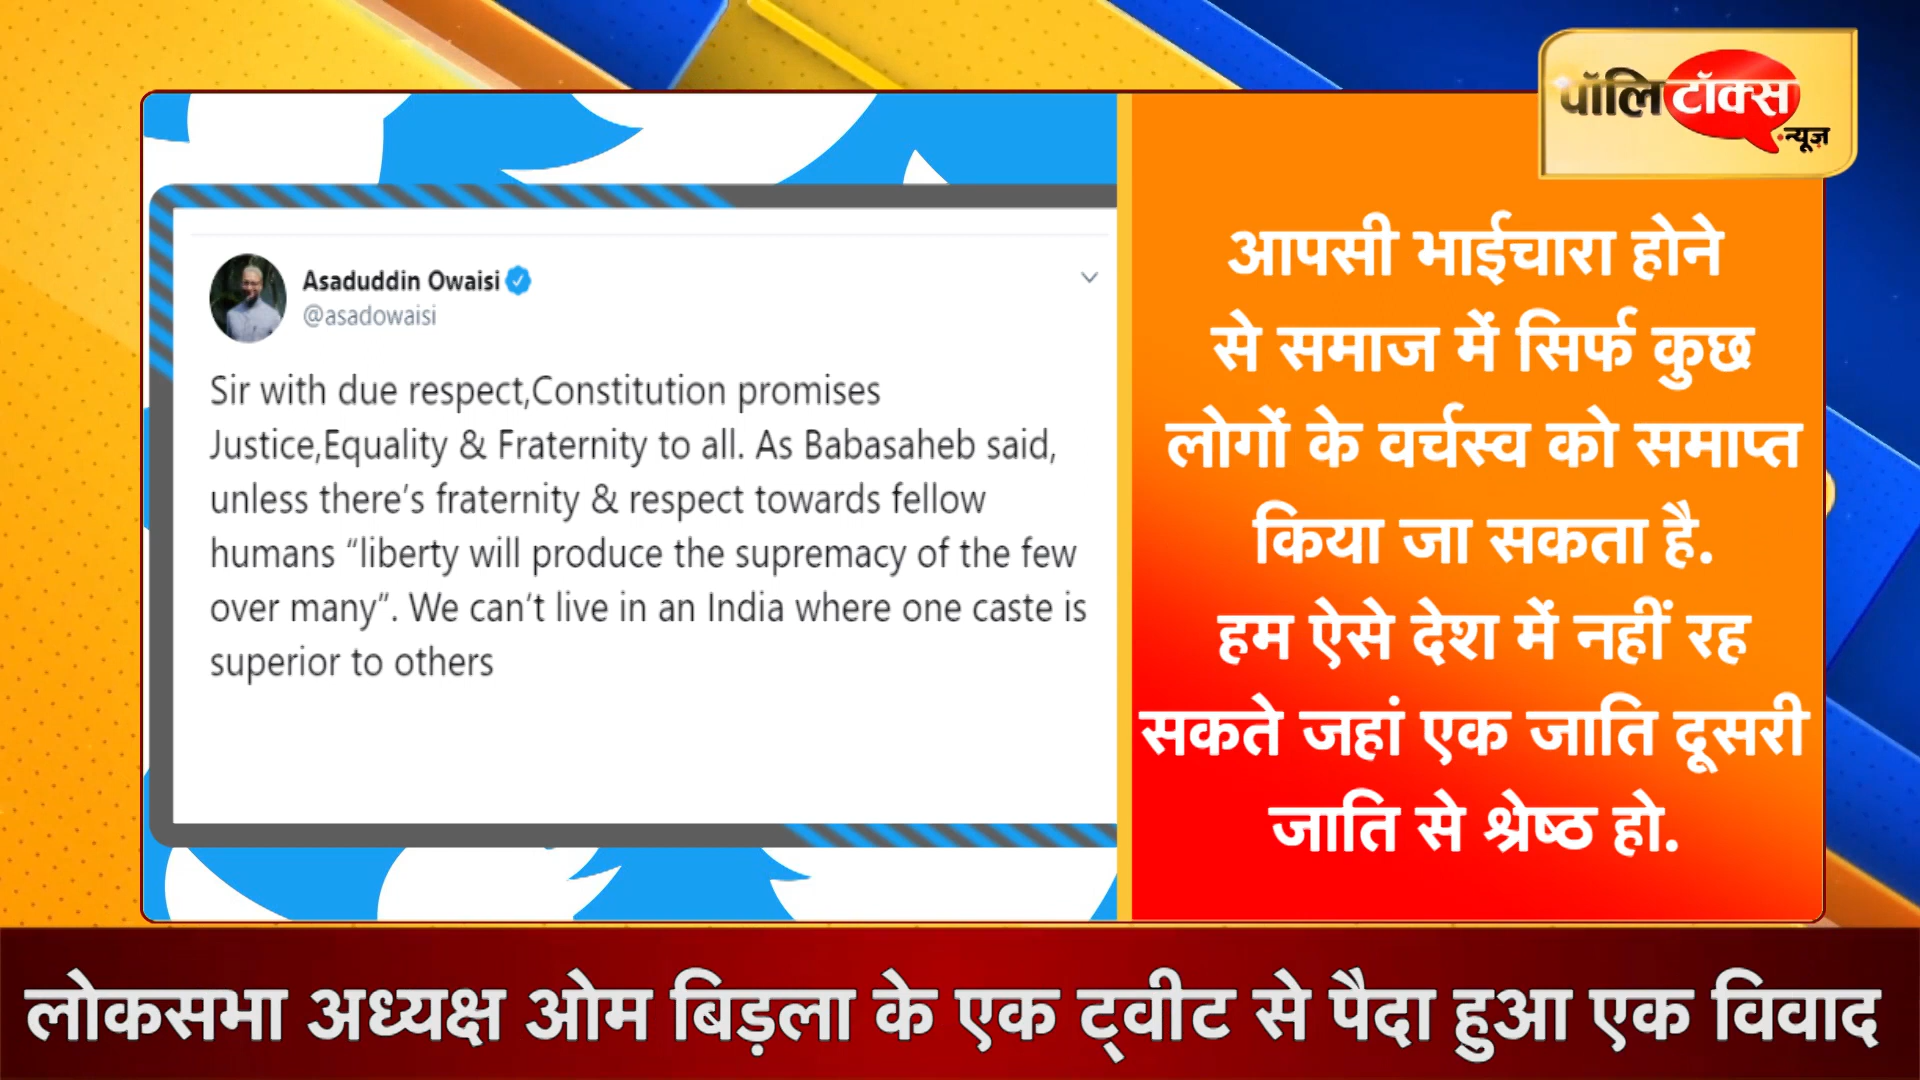 पॉलिटॉक्स
न्यूज़
Asaduddin Owaisi
@asadowaisi
Sir with due respect,Constitution promises
Justice,Equality & Fraternity to all. As Babasaheb said,
unless there's fraternity & respect towards fellow
humans “liberty will produce the supremacy of the few
over many”. We can't live in an India where one caste is
superior to others
आपसी भाईचारा होने
से समाज में सिर्फ कुछ
लोगों के वर्चस्व को समाप्त
किया जा सकता है.
हम ऐसे देश में नहीं रह
सकते जहां एक जाति दूसरी
जाति से श्रेष्ठ हो.
लोकसभा अध्यक्ष ओम बिड़ला के एक ट्वीट से पैदा हुआ एक विवाद